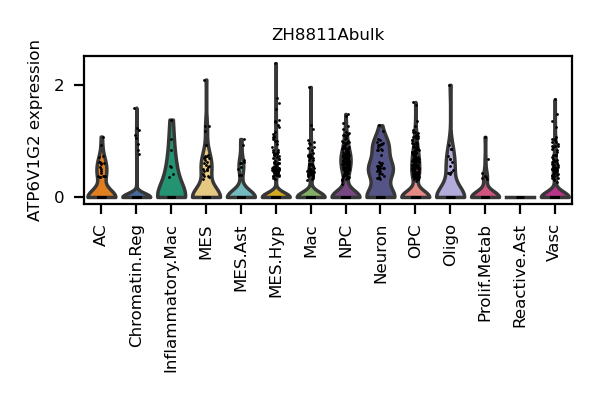 ZH8811Abulk
ATP6V1G2 expression
2
0
AC
Chromatin.Reg
Inflammatory.Mac
MES
MES.Ast
MES.Hyp
Mac
NPC
Neuron
OPC
Oligo
Prolif.Metab
Reactive.Ast
Vasc